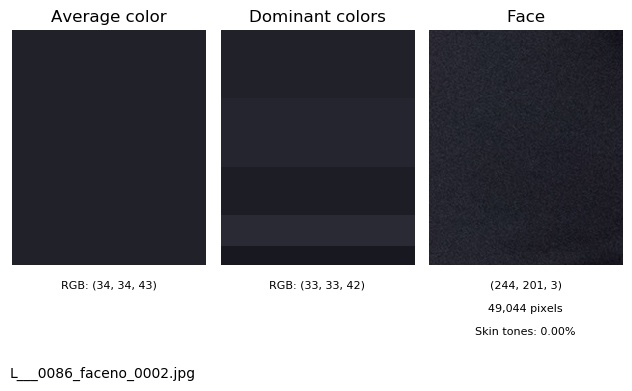 Average color
Dominant colors
Face
RGB: (34, 34, 43)
RGB: (33, 33, 42)
(244, 201, 3)
49,044 pixels
Skin tones: 0.00%
L___0086_faceno_0002.jpg